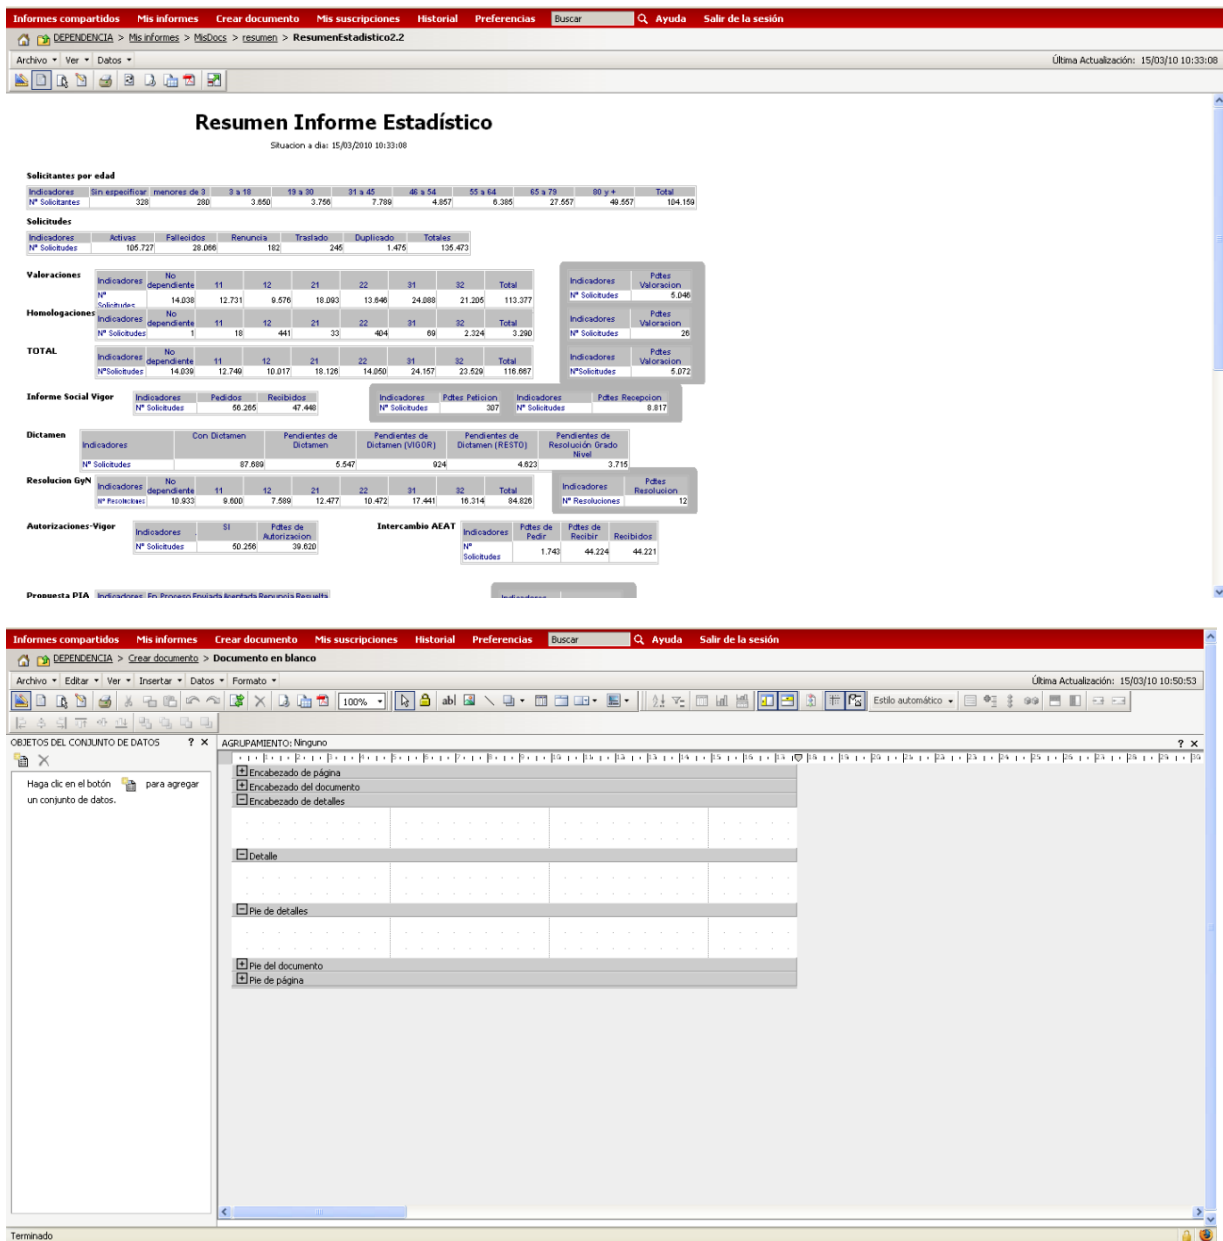 Informes compartidos Mis informes Crear documento Mis suscripciones Historial Preferencias Buscar Ayuda Salir de la sesión
DEPENDENCIA > Mis informes > MisDocs > resumen > ResumenEstadistico2.2
Archivo Ver Datos Última Actualización: 15/03/10 10:33:08
Resumen Informe Estadístico
Situacion a dia: 15/03/2010 10:33:08
Solicitantes por edad
Indicadores Sin especificar menores de 3 3 a 18 19 a 30 31 a 45 46 a 54 55 a 64 65 a 79 80 y + Total
Nº Solicitantes 328 280 3.650 3.756 7.789 4.857 6.385 27.557 49.557 104.159
Solicitudes
Indicadores Activas Fallecidos Renuncia Traslado Duplicado Totales
Nº Solicitudes 105.727 28.066 182 245 1.475 135.473
Valoraciones Indicadores No dependiente 11 12 21 22 31 32 Total Indicadores Pdtes Valoracion
Nº Solicitudes 14.038 12.731 9.576 18.093 13.646 24.088 21.205 113.377 Nº Solicitudes 5.046
Homologaciones Indicadores No dependiente 11 12 21 22 31 32 Total Indicadores Pdtes Valoracion
Nº Solicitudes 1 18 441 33 404 69 2.324 3.290 Nº Solicitudes 26
TOTAL Indicadores No dependiente 11 12 21 22 31 32 Total Indicadores Pdtes Valoracion
NºSolicitudes 14.039 12.749 10.017 18.126 14.050 24.157 23.529 116.667 NºSolicitudes 5.072
Informe Social Vigor Indicadores Pedidos Recibidos Indicadores Pdtes Peticion Indicadores Pdtes Recepcion
Nº Solicitudes 56.265 47.448 Nº Solicitudes 307 Nº Solicitudes 8.817
Dictamen Indicadores Con Dictamen Pendientes de Dictamen Pendientes de Dictamen (VIGOR) Pendientes de Dictamen (RESTO) Pendientes de Resolución Grado Nivel
Nº Solicitudes 87.689 5.547 924 4.623 3.715
Resolucion GyN Indicadores No dependiente 11 12 21 22 31 32 Total Indicadores Pdtes Resolucion
Nº Resoluciones 10.933 9.600 7.589 12.477 10.472 17.441 16.314 84.826 Nº Resoluciones 12
Autorizaciones-Vigor Indicadores SI Pdtes de Autorizacion Intercambio AEAT Indicadores Pdtes de Pedir Pdtes de Recibir Recibidos
Nº Solicitudes 50.256 39.620 Nº Solicitudes 1.743 44.224 44.221
Propuesta PIA Indicadores En Proceso Enviada Aceptada Renuncia Resuelta Indicadores
Informes compartidos Mis informes Crear documento Mis suscripciones Historial Preferencias Buscar Ayuda Salir de la sesión
DEPENDENCIA > Crear documento > Documento en blanco
Archivo Editar Ver Insertar Datos Formato Última Actualización: 15/03/10 10:50:53
100% abl Estilo automático
OBJETOS DEL CONJUNTO DE DATOS ? X AGRUPAMIENTO: Ninguno ? x
Haga clic en el botón para agregar
un conjunto de datos.
Encabezado de página
Encabezado del documento
Encabezado de detalles
Detalle
Pie de detalles
Pie del documento
Pie de página
Terminado